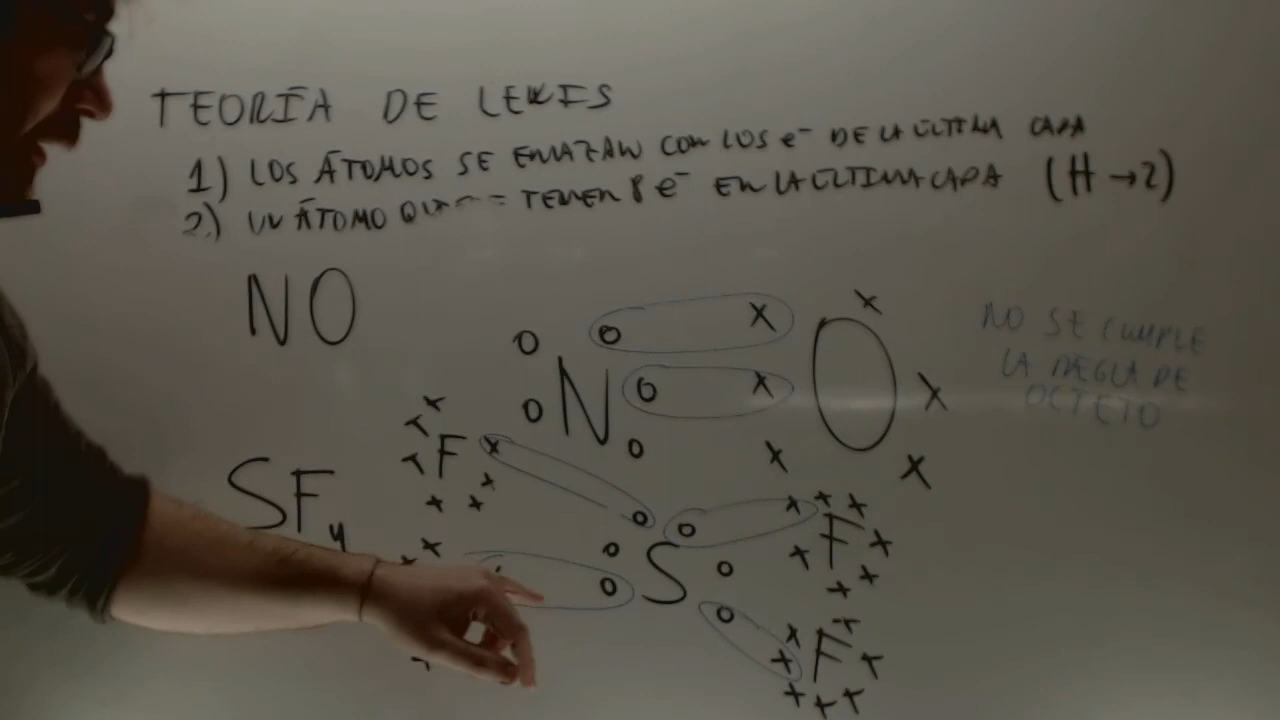 TEORÍA DE LEWIS
1) LOS ÁTOMOS SE ENLAZAN CON LOS e- DE LA ÚLTIMA CAPA
2) UN ÁTOMO = TENER 8 e- EN LA ÚLTIMA CAPA (H → 2)
NO
N O
NO SE CUMPLE
LA REGLA DE
OCTETO
SF4
F
S F
F